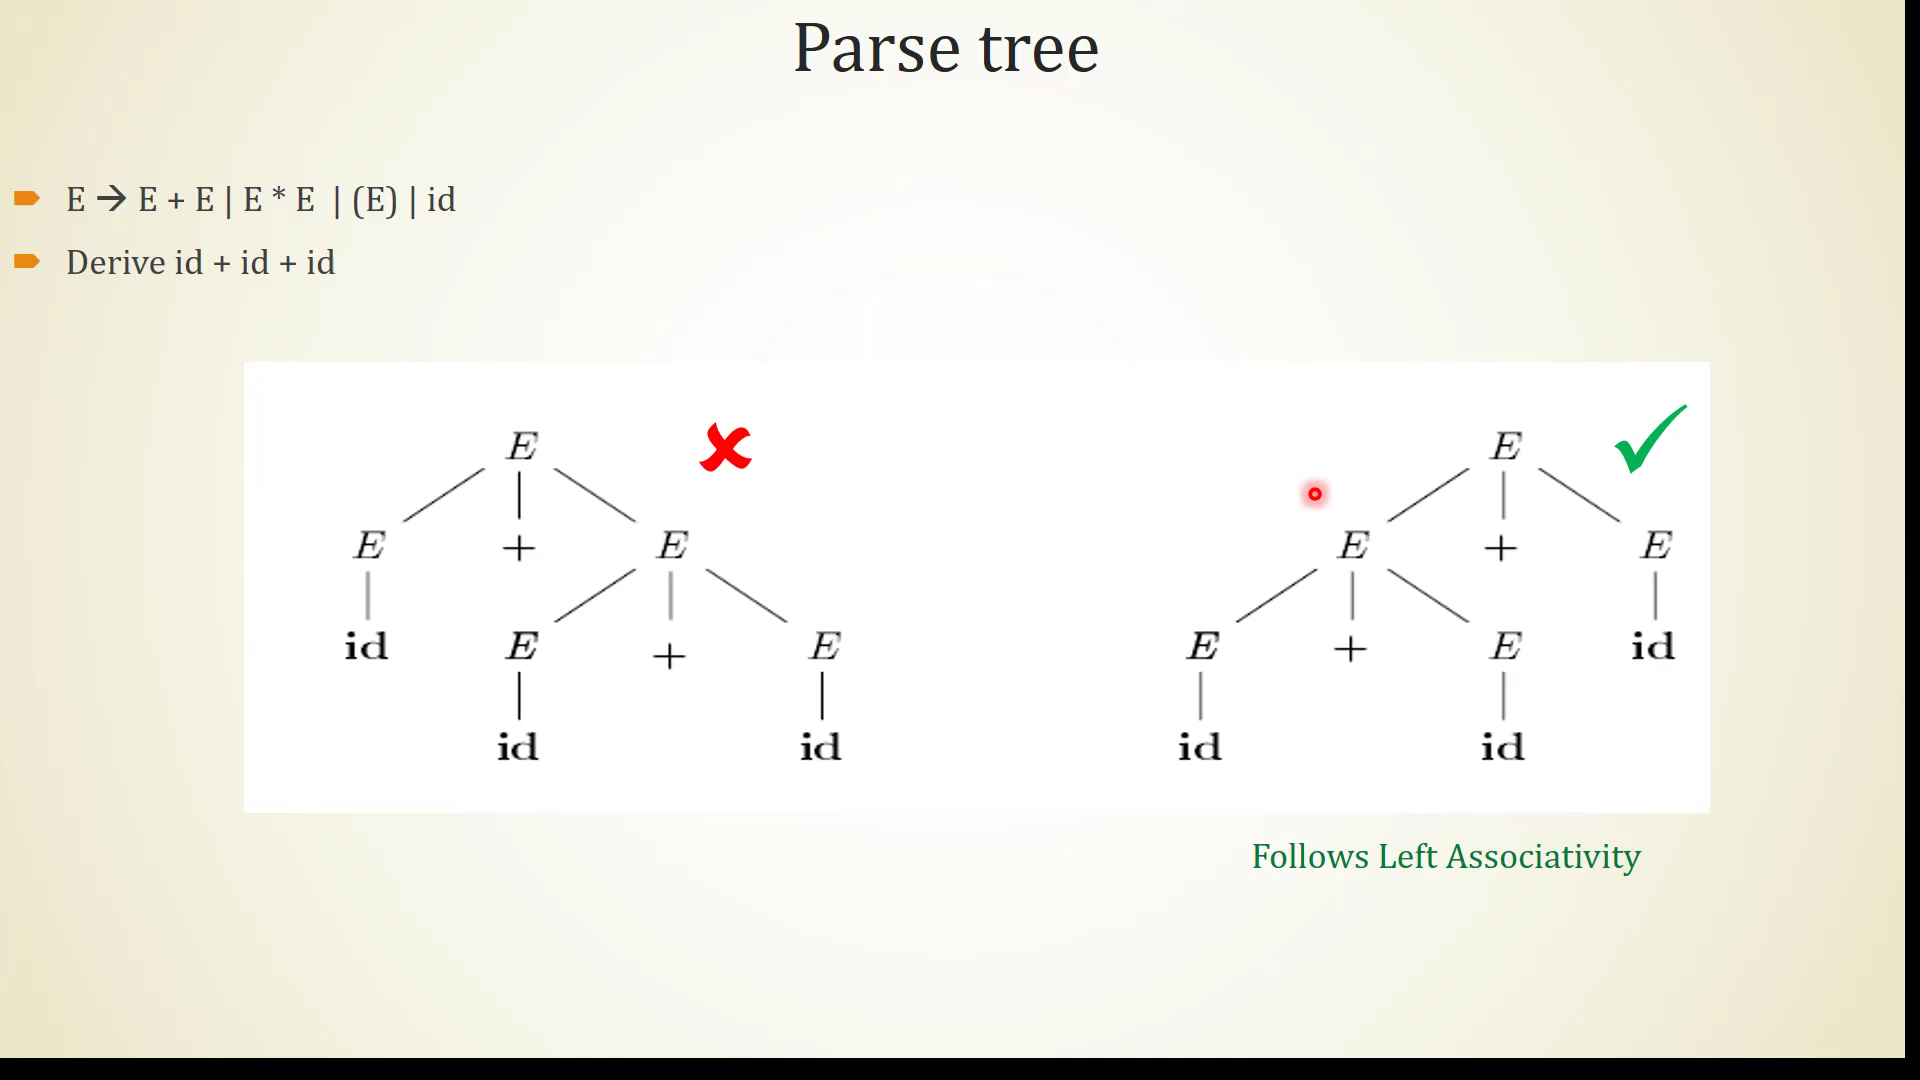 Parse tree
E → E + E | E * E | (E) | id
Derive id + id + id
E E
E + E E + E
id E + E E + E id
id id id id
Follows Left Associativity